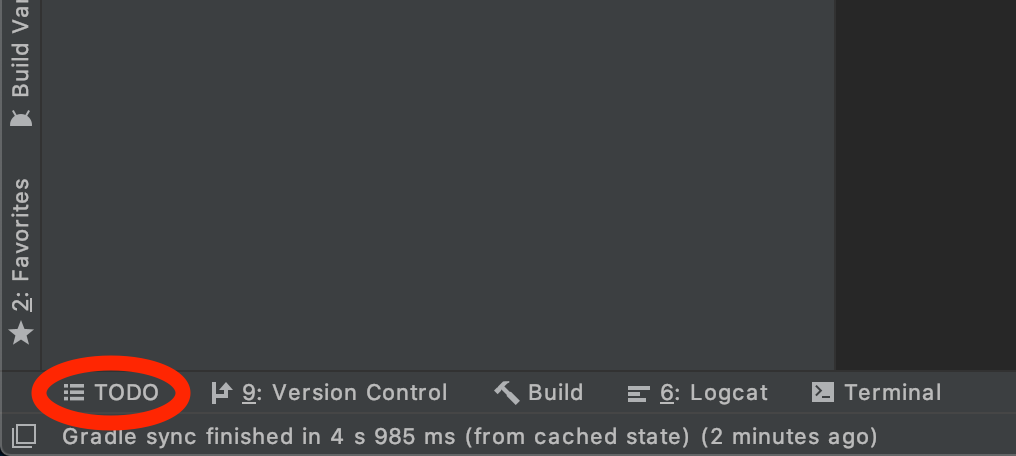 Build Var
2: Favorites
TODO
9: Version Control
Build
6: Logcat
Terminal
Gradle sync finished in 4 s 985 ms (from cached state) (2 minutes ago)